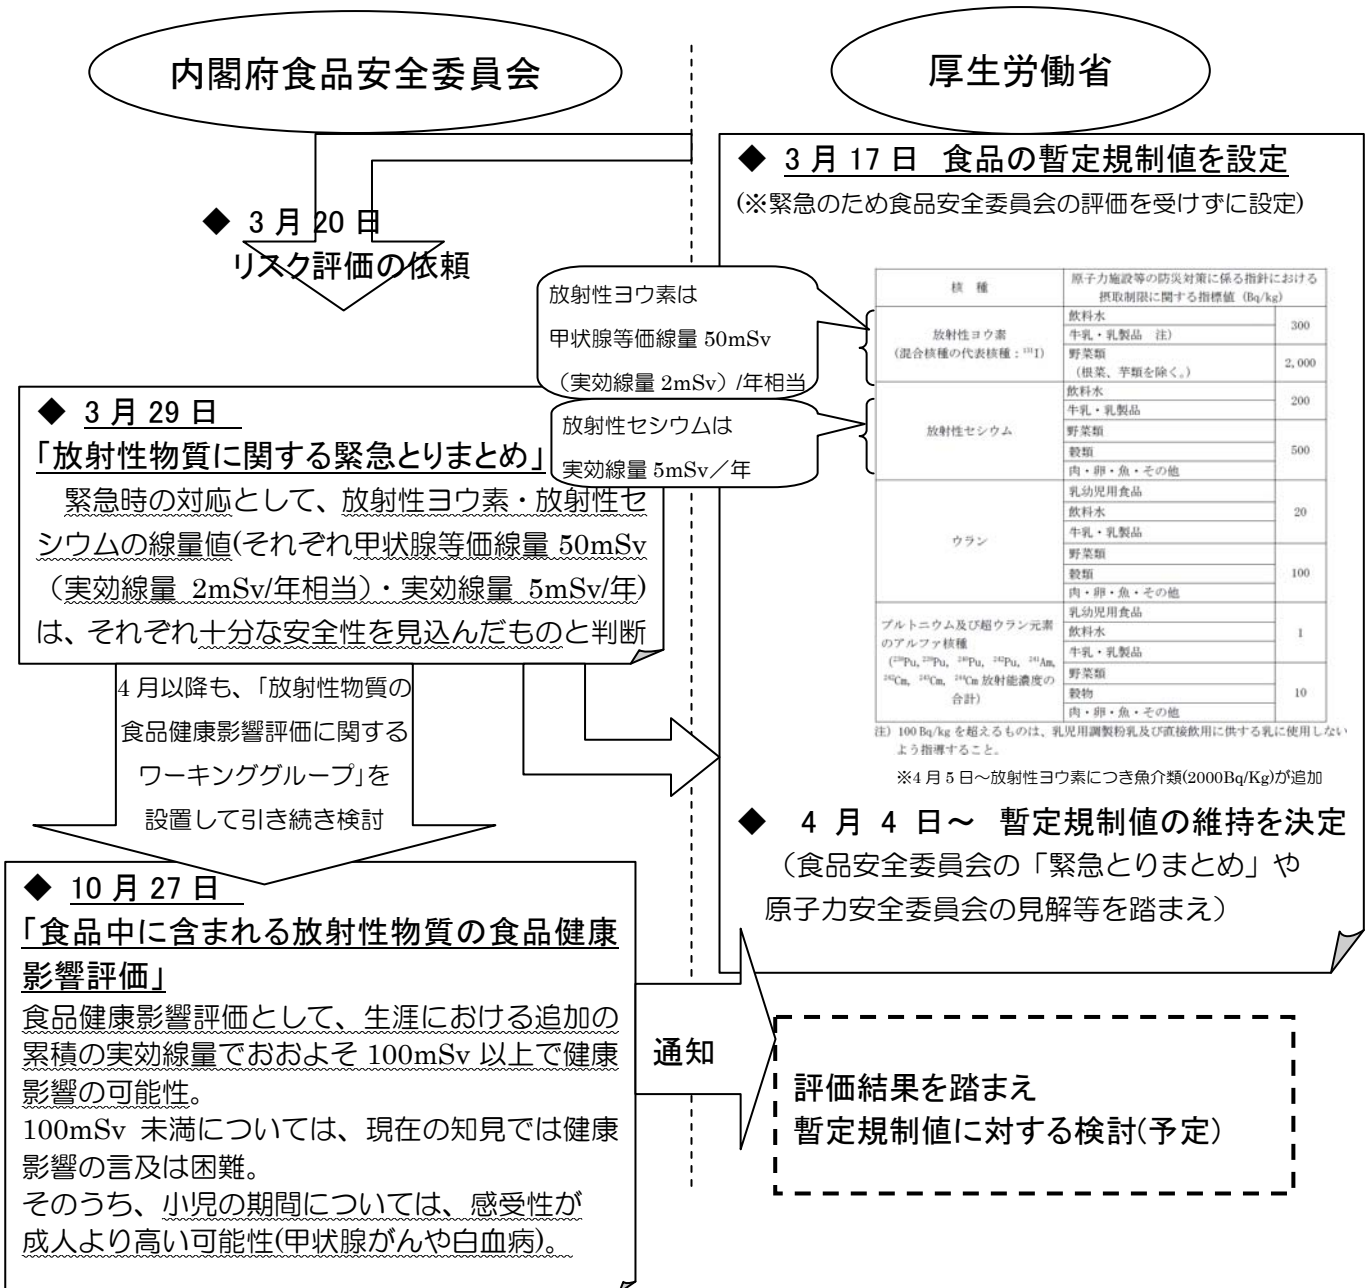 内閣府食品安全委員会
厚生労働省
◆ 3月20日
リスク評価の依頼
◆ 3月17日 食品の暫定規制値を設定
(※緊急のため食品安全委員会の評価を受けずに設定)
放射性ヨウ素は
甲状腺等価線量 50mSv
（実効線量 2mSv）/年相当
放射性セシウムは
実効線量 5mSv／年
核 種
原子力施設等の防災対策に係る指針における
摂取制限に関する指標値 (Bq/kg)
放射性ヨウ素
(混合核種の代表核種：¹³¹I)
飲料水
牛乳・乳製品 注)
300
野菜類
(根菜、芋類を除く。)
2,000
放射性セシウム
飲料水
牛乳・乳製品
200
野菜類
穀類
肉・卵・魚・その他
500
ウラン
乳幼児用食品
飲料水
牛乳・乳製品
20
野菜類
穀類
肉・卵・魚・その他
100
プルトニウム及び超ウラン元素
のアルファ核種
(²³⁸Pu, ²³⁹Pu, ²⁴⁰Pu, ²⁴²Pu, ²⁴¹Am,
²⁴²Cm, ²⁴³Cm, ²⁴⁴Cm 放射能濃度の
合計)
乳幼児用食品
飲料水
牛乳・乳製品
1
野菜類
穀物
肉・卵・魚・その他
10
注) 100 Bq/kg を超えるものは、乳児用調製粉乳及び直接飲用に供する乳に使用しない
よう指導すること。
※4月5日～放射性ヨウ素につき魚介類(2000Bq/Kg)が追加
◆ 4 月 4 日～ 暫定規制値の維持を決定
（食品安全委員会の「緊急とりまとめ」や
原子力安全委員会の見解等を踏まえ）
◆ 3月29日
「放射性物質に関する緊急とりまとめ」
緊急時の対応として、放射性ヨウ素・放射性セ
シウムの線量値(それぞれ甲状腺等価線量 50mSv
（実効線量 2mSv/年相当）・実効線量 5mSv/年)
は、それぞれ十分な安全性を見込んだものと判断
4月以降も、「放射性物質の
食品健康影響評価に関する
ワーキンググループ」を
設置して引き続き検討
◆ 10月27日
「食品中に含まれる放射性物質の食品健康
影響評価」
食品健康影響評価として、生涯における追加の
累積の実効線量でおおよそ 100mSv 以上で健康
影響の可能性。
100mSv 未満については、現在の知見では健康
影響の言及は困難。
そのうち、小児の期間については、感受性が
成人より高い可能性(甲状腺がんや白血病)。
通知
評価結果を踏まえ
暫定規制値に対する検討(予定)